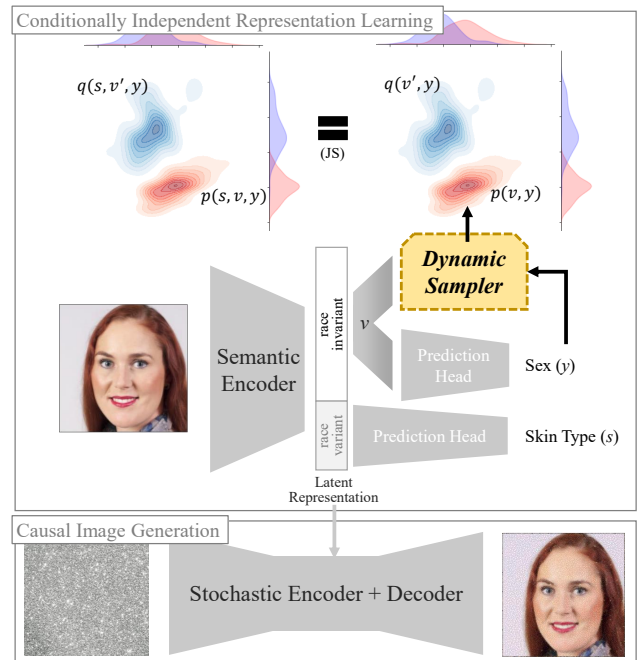 Conditionally Independent Representation Learning
q(s, v′, y)
p(s, v, y)
=
(JS)
q(v′, y)
p(v, y)
Dynamic
Sampler
Semantic
Encoder
race
invariant
race
variant
v
Prediction
Head
Sex (y)
Prediction Head
Skin Type (s)
Latent
Representation
Causal Image Generation
Stochastic Encoder + Decoder